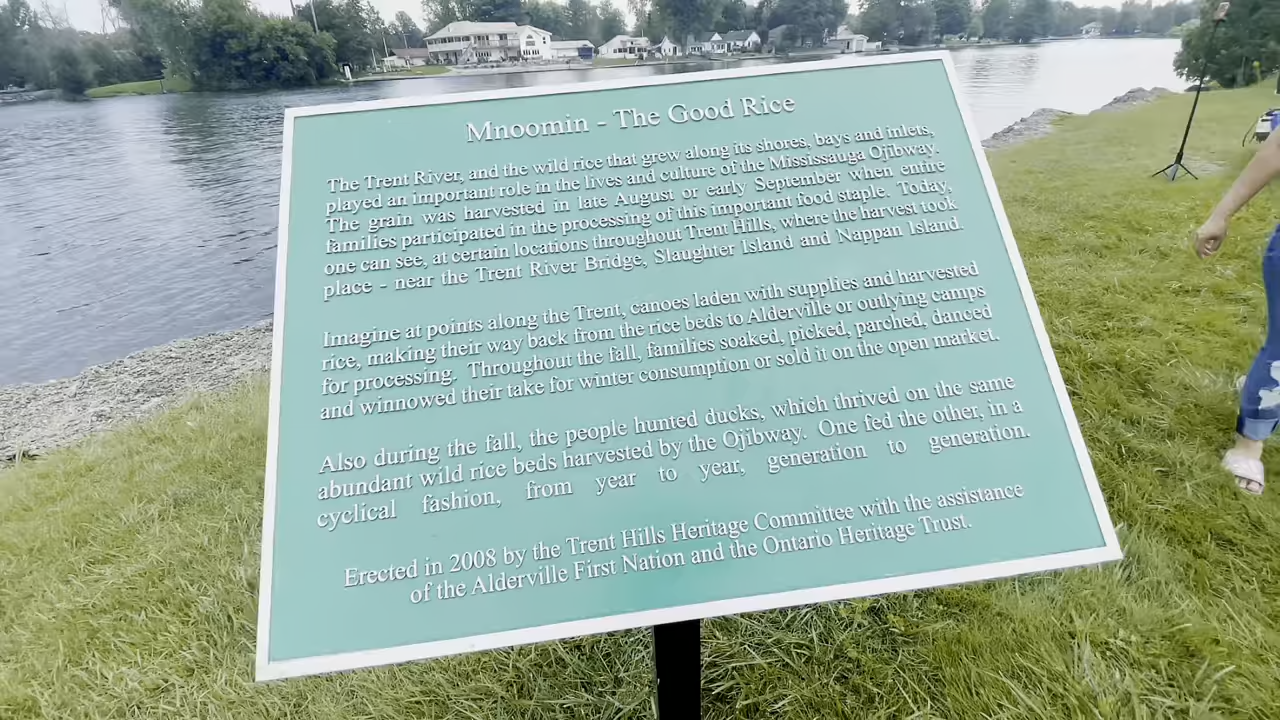 Mnoomin - The Good Rice
The Trent River, and the wild rice that grew along its shores, bays and inlets,
played an important role in the lives and culture of the Mississauga Ojibway.
The grain was harvested in late August or early September when entire
families participated in the processing of this important food staple. Today,
one can see, at certain locations throughout Trent Hills, where the harvest took
place - near the Trent River Bridge, Slaughter Island and Nappan Island.
Imagine at points along the Trent, canoes laden with supplies and harvested
rice, making their way back from the rice beds to Alderville or outlying camps
for processing. Throughout the fall, families soaked, picked, parched, danced
and winnowed their take for winter consumption or sold it on the open market.
Also during the fall, the people hunted ducks, which thrived on the same
abundant wild rice beds harvested by the Ojibway. One fed the other, in a
cyclical fashion, from year to year, generation to generation.
Erected in 2008 by the Trent Hills Heritage Committee with the assistance
of the Alderville First Nation and the Ontario Heritage Trust.